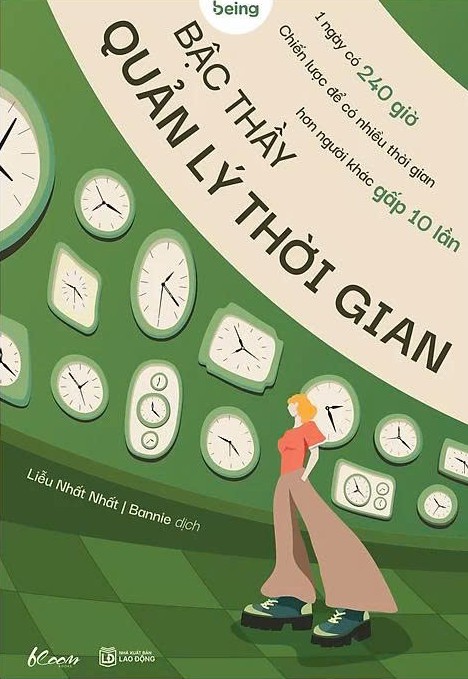 being
1 ngày có 240 giờ
Chiến lược để có nhiều thời gian
hơn người khác gấp 10 lần
BẬC THẦY
QUẢN LÝ THỜI GIAN
Liễu Nhất Nhất | Bannie dịch
bloom
NHÀ XUẤT BẢN
LAO ĐỘNG